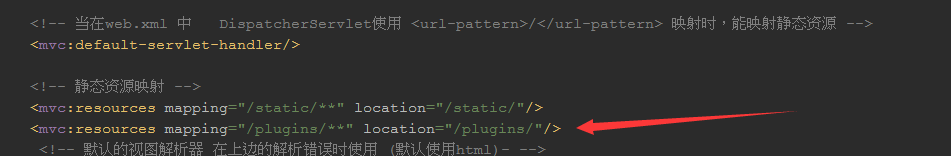 <!-- 当在web.xml 中   DispatcherServlet使用 <url-pattern>/</url-pattern> 映射时，能映射静态资源 -->
<mvc:default-servlet-handler/>
<!-- 静态资源映射 -->
<mvc:resources mapping="/static/**" location="/static/"/>
<mvc:resources mapping="/plugins/**" location="/plugins/"/>
<!-- 默认的视图解析器 在上边的解析错误时使用 (默认使用html)- -->